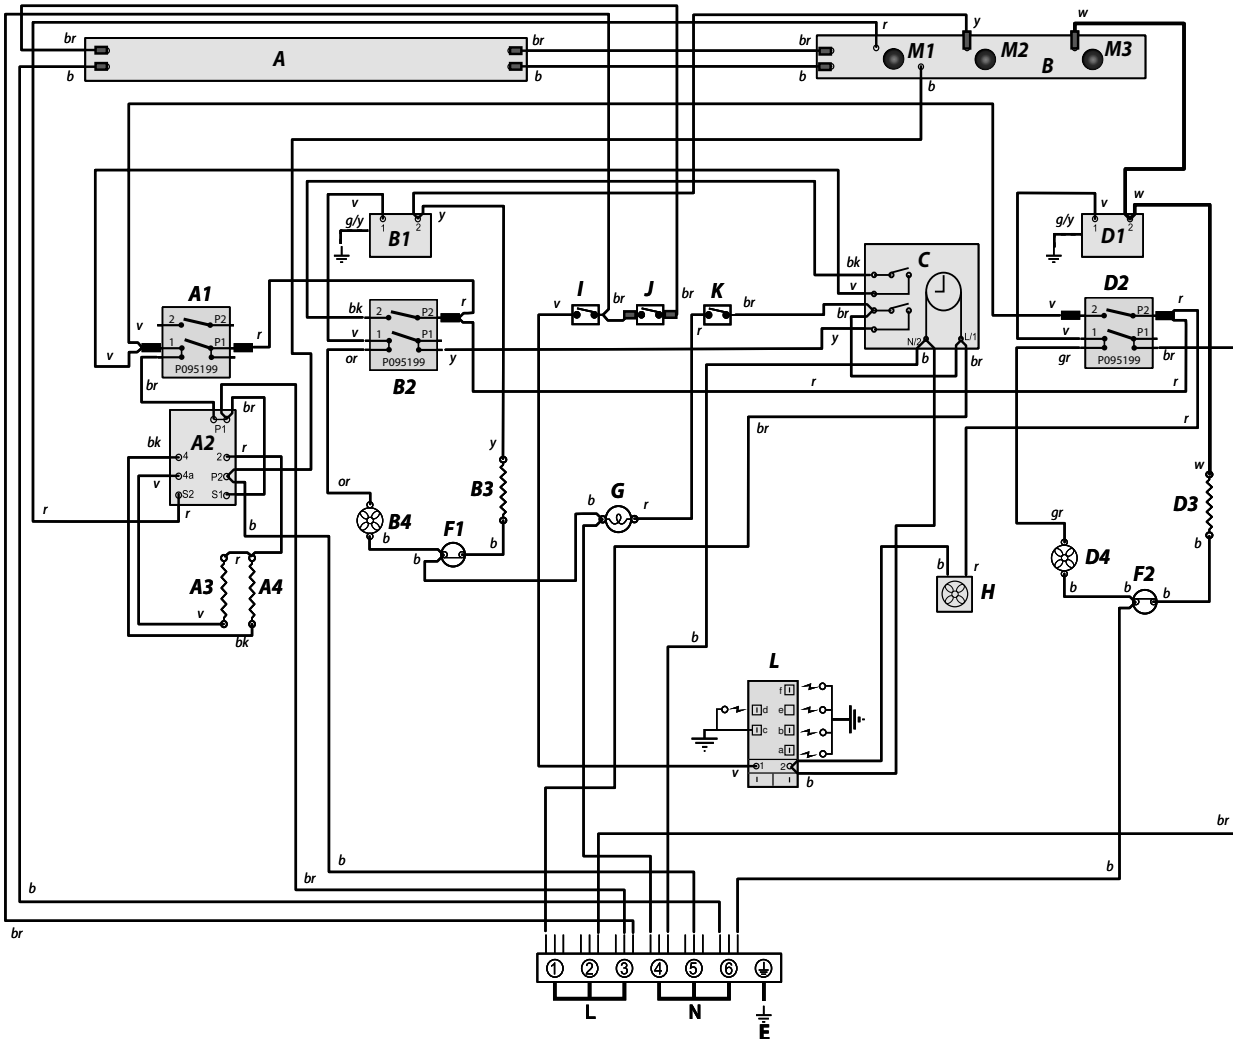 w
r
y
br
br
br
A
M1
M2
M3
B
b
b
b
b
v
w
y
g/y
1
2
B1
v
g/y
1
2
D1
bk
C
v
br
N/2
L/1
b
br
A1
2
P2
v
1
P1
r
v
P095199
br
bk
2
P2
r
v
1
P1
or
P095199
y
B2
I
J
K
v
br
br
br
r
y
D2
v
2
P2
r
v
1
P1
gr
P095199
br
r
r
r
br
br
P1
bk
A2
r
4
2
v
4a
P2
S2
S1
r
r
b
or
y
B3
B4
b
F1
b
b
b
G
r
A3
r
A4
v
bk
w
D3
gr
b
D4
b
b
F2
b
b
r
H
b
L
f
d
e
c
b
a
1
2
v
b
b
br
b
br
b
br
1
2
3
4
5
6
L
N
E